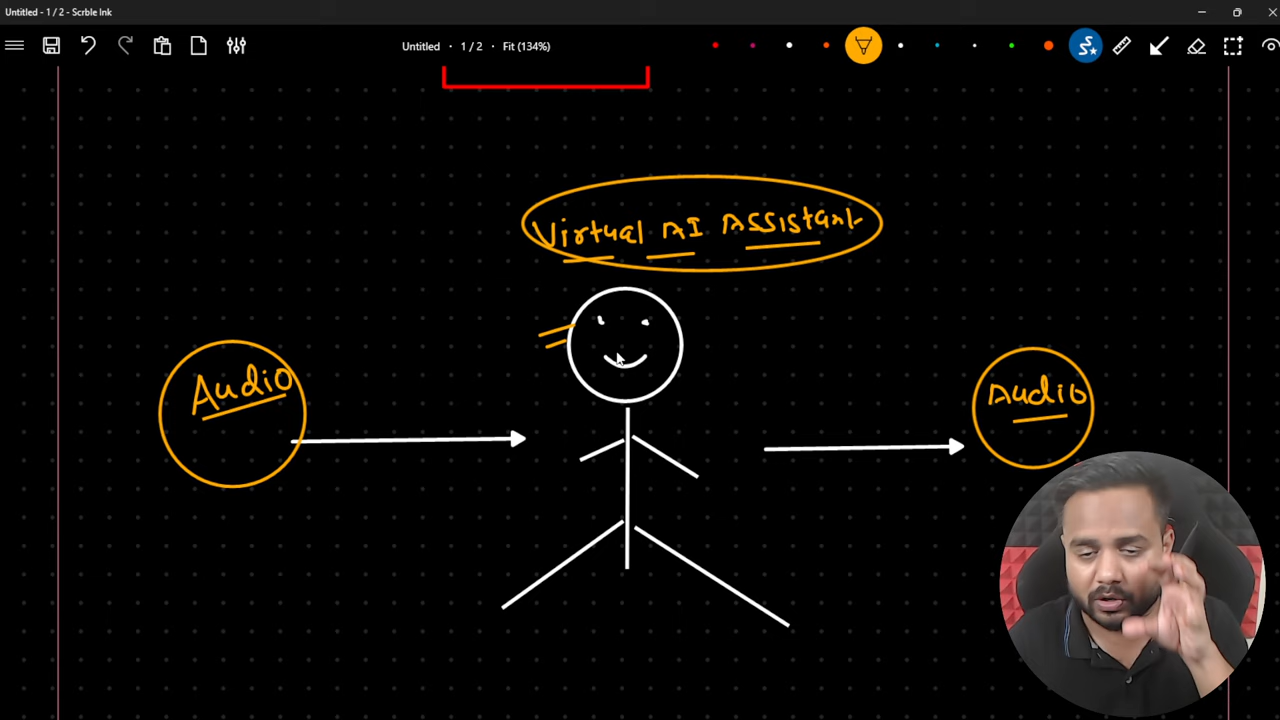 Untitled - 1 / 2 - Scrble Ink
Untitled · 1 / 2 · Fit (134%)
Virtual AI Assistant
Audio
Audio